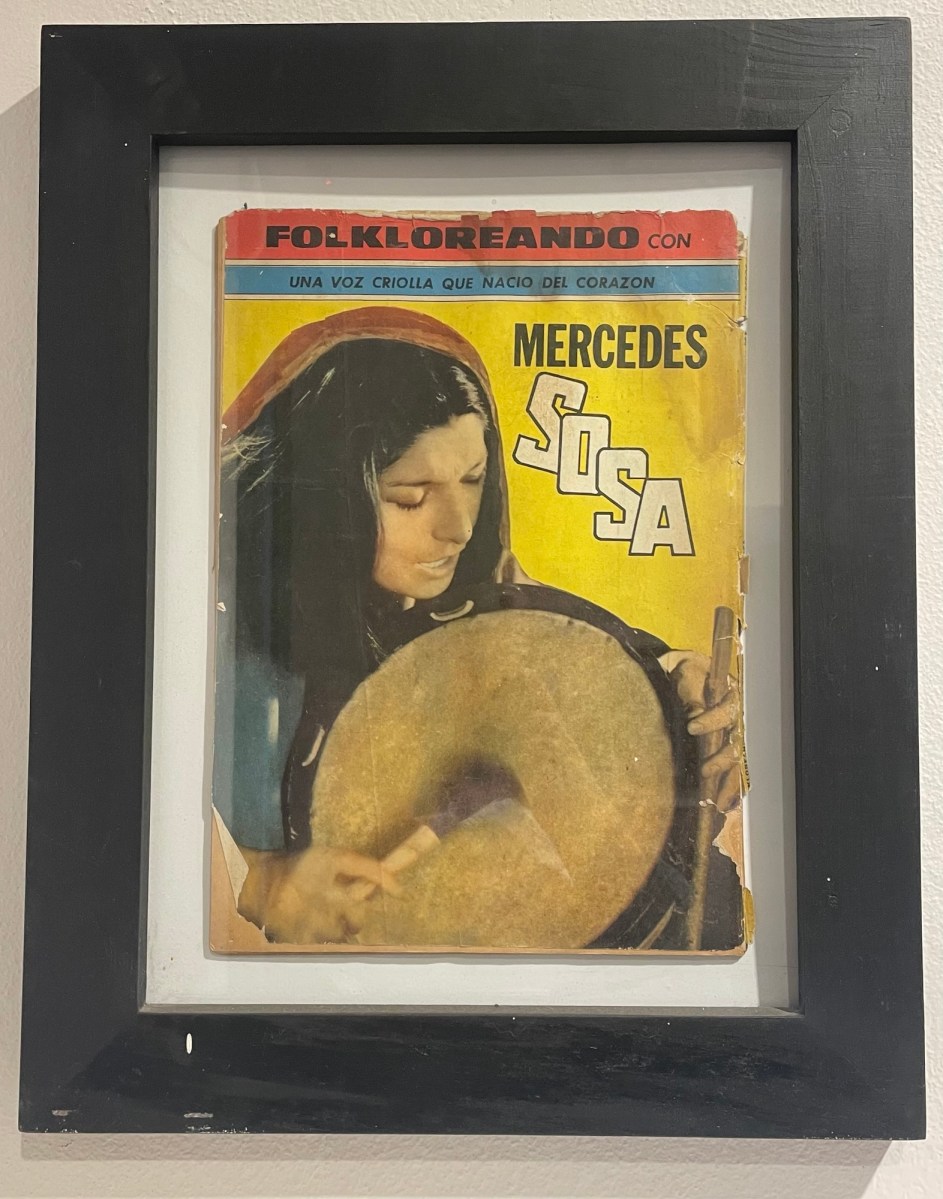 FOLKLOREANDO CON
UNA VOZ CRIOLLA QUE NACIO DEL CORAZON
MERCEDES
SOSA